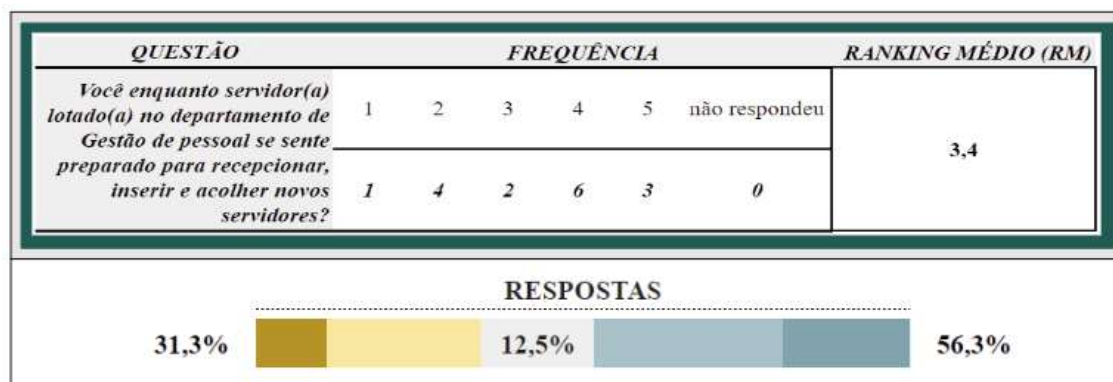 QUESTÃO FREQUÊNCIA RANKING MÉDIO (RM)
Você enquanto servidor(a)
lotado(a) no departamento de
Gestão de pessoal se sente
preparado para recepcionar,
inserir e acolher novos
servidores?
1 2 3 4 5 não respondeu
1 4 2 6 3 0
3,4
RESPOSTAS
31,3% 12,5% 56,3%